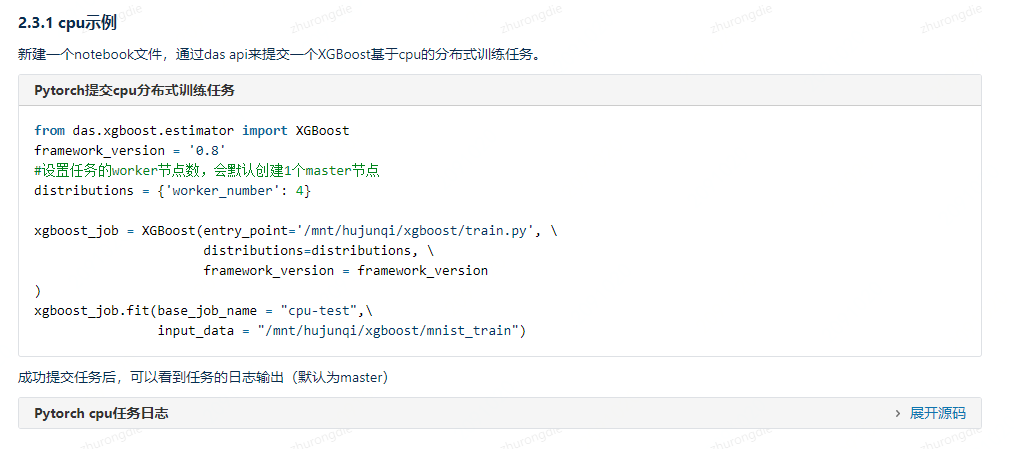 2.3.1 cpu示例
新建一个notebook文件，通过das api来提交一个XGBoost基于cpu的分布式训练任务。
Pytorch提交cpu分布式训练任务
from das.xgboost.estimator import XGBoost
framework_version = '0.8'
#设置任务的worker节点数，会默认创建1个master节点
distributions = {'worker_number': 4}
xgboost_job = XGBoost(entry_point='/mnt/hujunqi/xgboost/train.py', \
distributions=distributions, \
framework_version = framework_version
)
xgboost_job.fit(base_job_name = "cpu-test",\
input_data = "/mnt/hujunqi/xgboost/mnist_train")
成功提交任务后，可以看到任务的日志输出（默认为master）
Pytorch cpu任务日志 › 展开源码
zhurongdie zhurongdie zhurongdie zhurongdie
zhurongdie zhurongdie zhurongdie zhurongdie